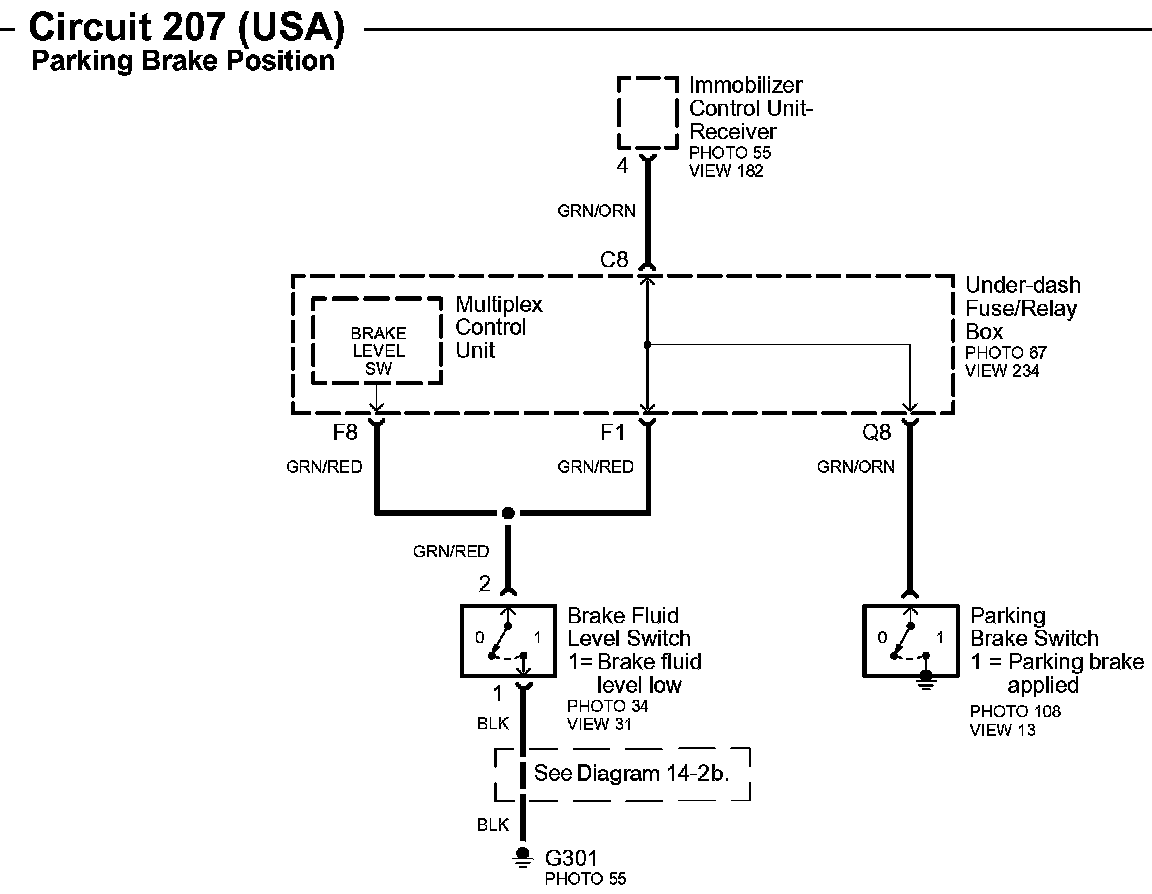 Circuit 207 (USA)
Parking Brake Position
Immobilizer
Control Unit-
Receiver
PHOTO 55
VIEW 182
4
GRN/ORN
C8
Under-dash
Fuse/Relay
Box
PHOTO 67
VIEW 234
Multiplex
Control
Unit
BRAKE
LEVEL
SW
F8
F1
Q8
GRN/RED
GRN/RED
GRN/ORN
GRN/RED
2
0
1
Brake Fluid
Level Switch
1= Brake fluid
level low
PHOTO 34
VIEW 31
0
1
Parking
Brake Switch
1 = Parking brake
applied
PHOTO 108
VIEW 13
1
BLK
See Diagram 14-2b.
BLK
G301
PHOTO 55